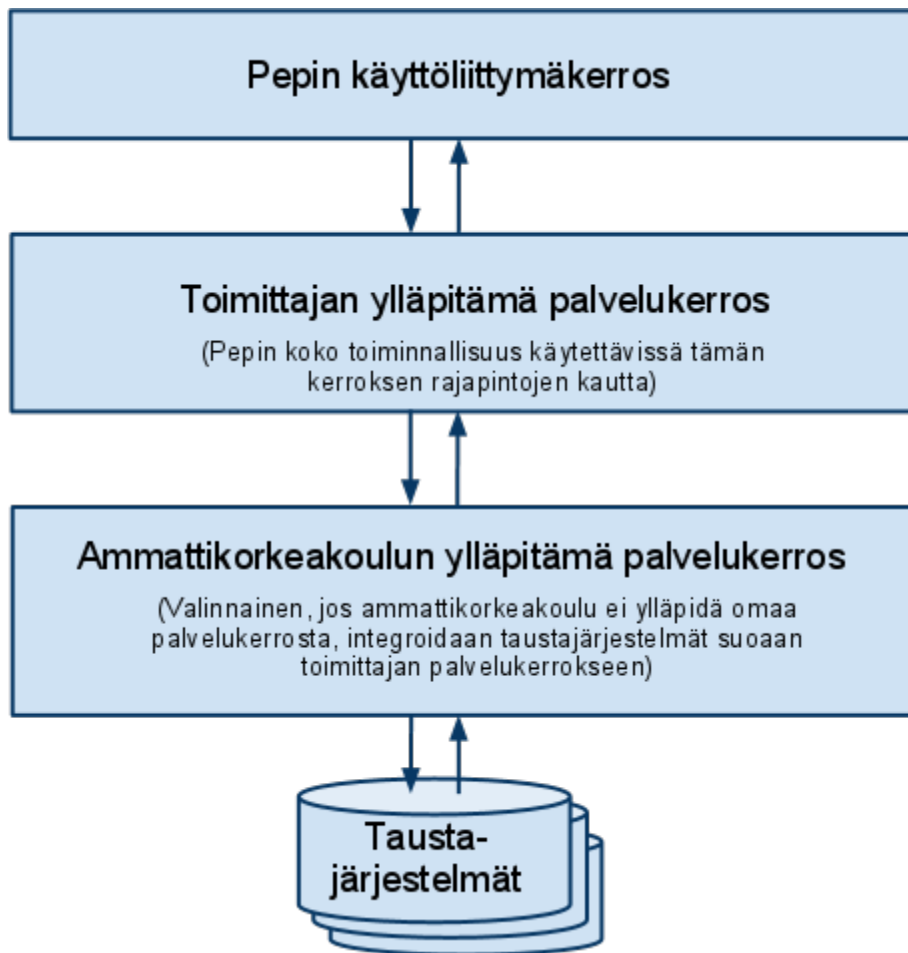 Pepin käyttöliittymäkerros
Toimittajan ylläpitämä palvelukerros
(Pepin koko toiminnallisuus käytettävissä tämän
kerroksen rajapintojen kautta)
Ammattikorkeakoulun ylläpitämä palvelukerros
(Valinnainen, jos ammattikorkeakoulu ei ylläpidä omaa
palvelukerrosta, integroidaan taustajärjestelmät suoaan
toimittajan palvelukerrokseen)
Tausta-
järjestelmät